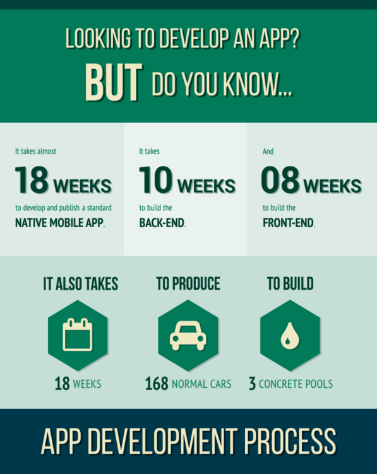 LOOKING TO DEVELOP AN APP?
BUT DO YOU KNOW...
It takes almost
18 WEEKS
to develop and publish a standard
NATIVE MOBILE APP.
It takes
10 WEEKS
to build the
BACK-END.
And
08 WEEKS
to build the
FRONT-END.
IT ALSO TAKES
18 WEEKS
TO PRODUCE
168 NORMAL CARS
TO BUILD
3 CONCRETE POOLS
APP DEVELOPMENT PROCESS